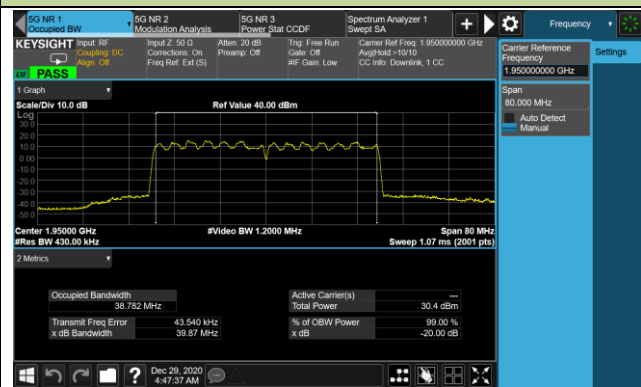 5G NR 1
Occupied BW
5G NR 2
Modulation Analysis
5G NR 3
Power Stat CCDF
Spectrum Analyzer 1
Swept SA
Frequency
KEYSIGHT
Input: RF
Coupling: DC
Align: Off
Input Z: 50 Ω
Corrections: On
Freq Ref: Ext (S)
Atten: 20 dB
Preamp: Off
Trig: Free Run
Gate: Off
#IF Gain: Low
Carrier Ref Freq: 1.950000000 GHz
Avg|Hold:>10/10
CC Info: Downlink, 1 CC
LXI
PASS
Carrier Reference
Frequency
1.950000000 GHz
Span
80.000 MHz
Auto Detect
Manual
Settings
1 Graph
Scale/Div 10.0 dB
Ref Value 40.00 dBm
Log
30.0
20.0
10.0
0.00
-10.0
-20.0
-30.0
-40.0
-50.0
Center 1.95000 GHz
#Video BW 1.2000 MHz
Span 80 MHz
#Res BW 430.00 kHz
Sweep 1.07 ms (2001 pts)
2 Metrics
Occupied Bandwidth
38.782 MHz
Active Carrier(s)
---
Total Power
30.4 dBm
Transmit Freq Error
43.540 kHz
% of OBW Power
99.00 %
x dB Bandwidth
39.87 MHz
x dB
-20.00 dB
?
Dec 29, 2020
4:47:37 AM